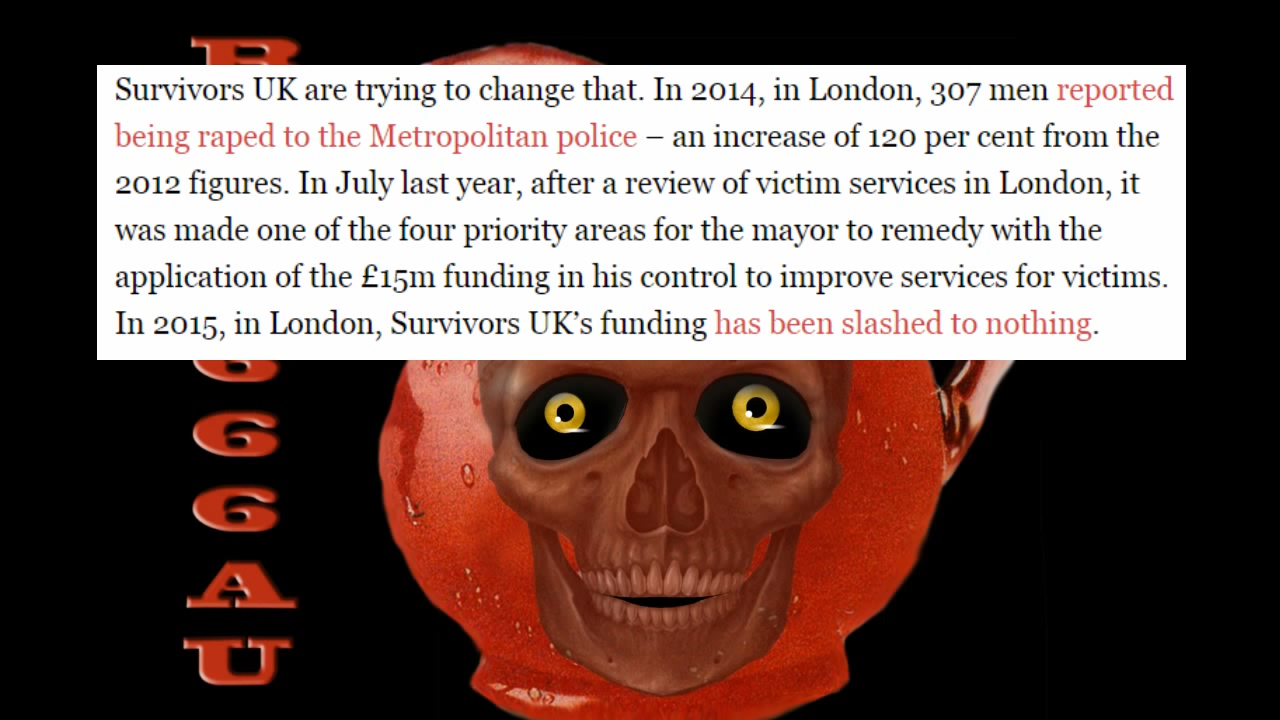 Survivors UK are trying to change that. In 2014, in London, 307 men reported
being raped to the Metropolitan police – an increase of 120 per cent from the
2012 figures. In July last year, after a review of victim services in London, it
was made one of the four priority areas for the mayor to remedy with the
application of the £15m funding in his control to improve services for victims.
In 2015, in London, Survivors UK’s funding has been slashed to nothing.
6
6
6
A
U